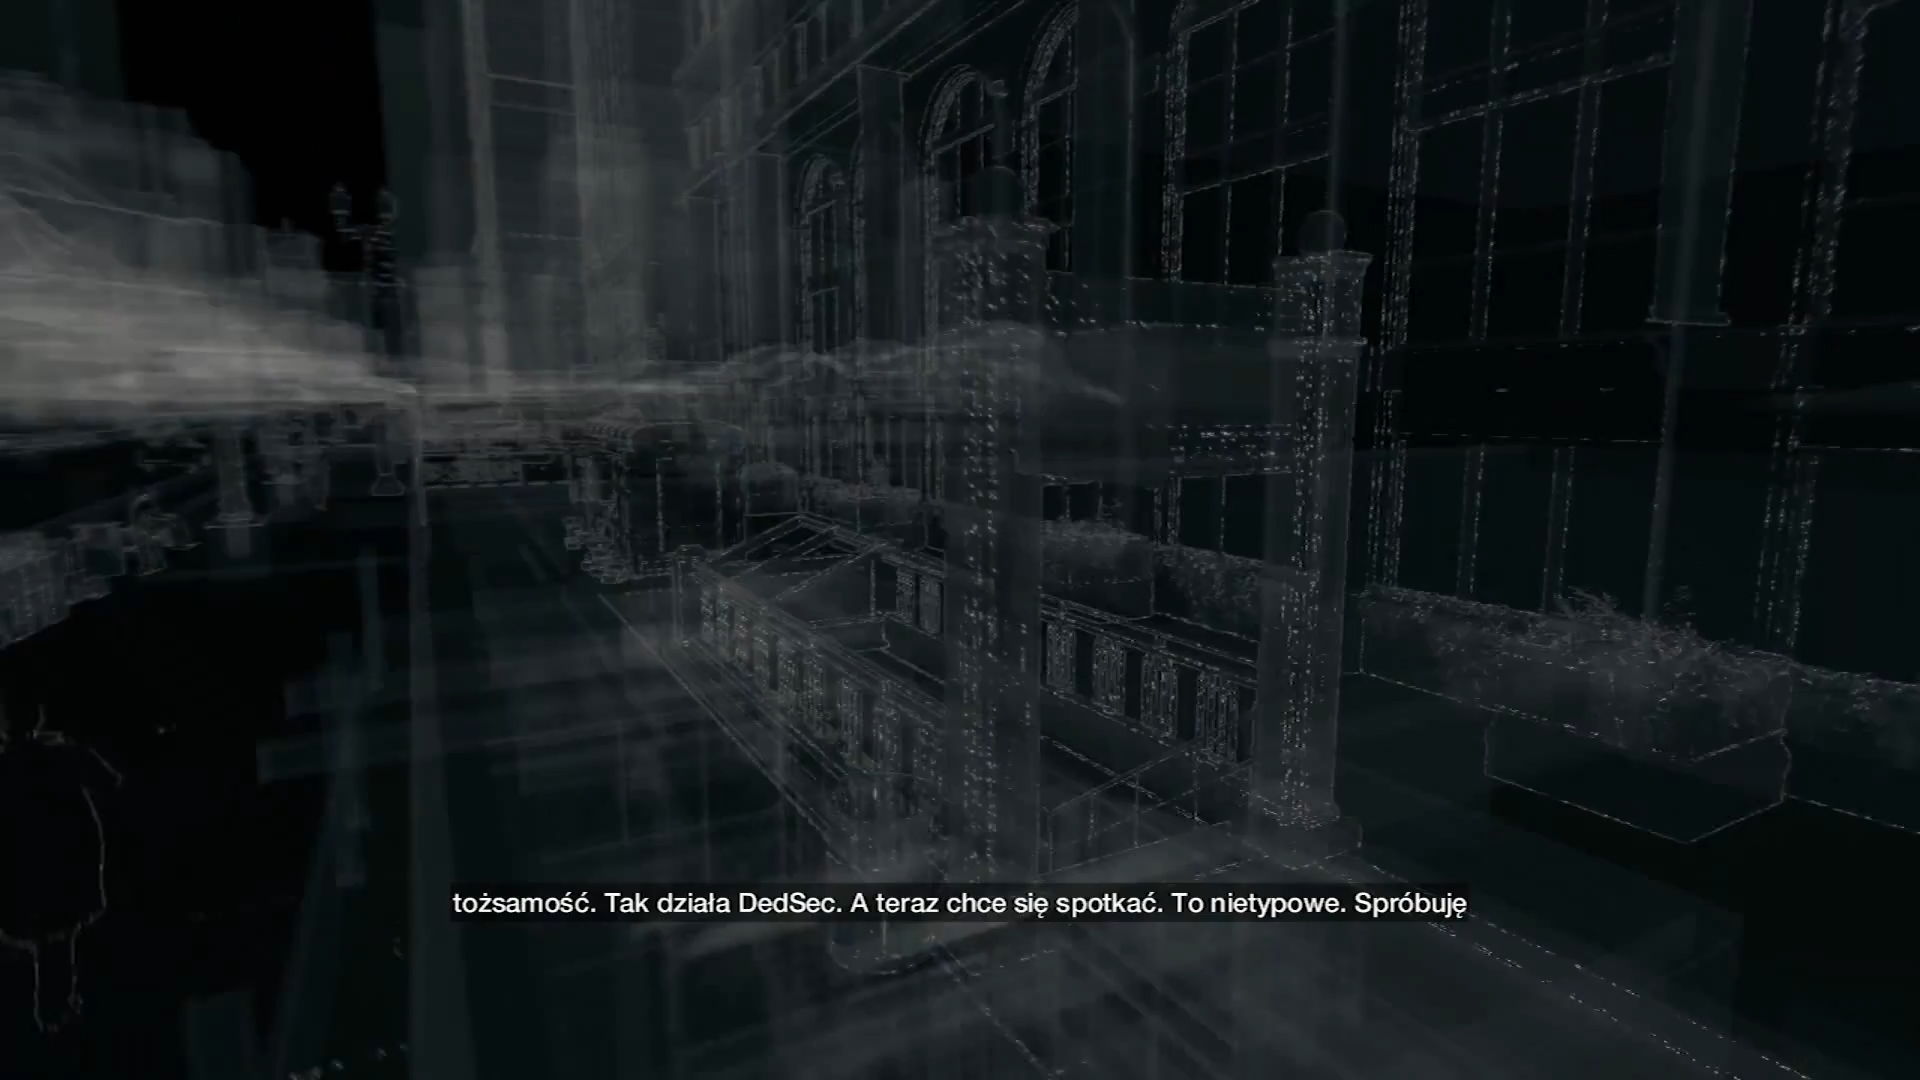 tożsamość. Tak działa DedSec. A teraz chce się spotkać. To nietypowe. Spróbuję